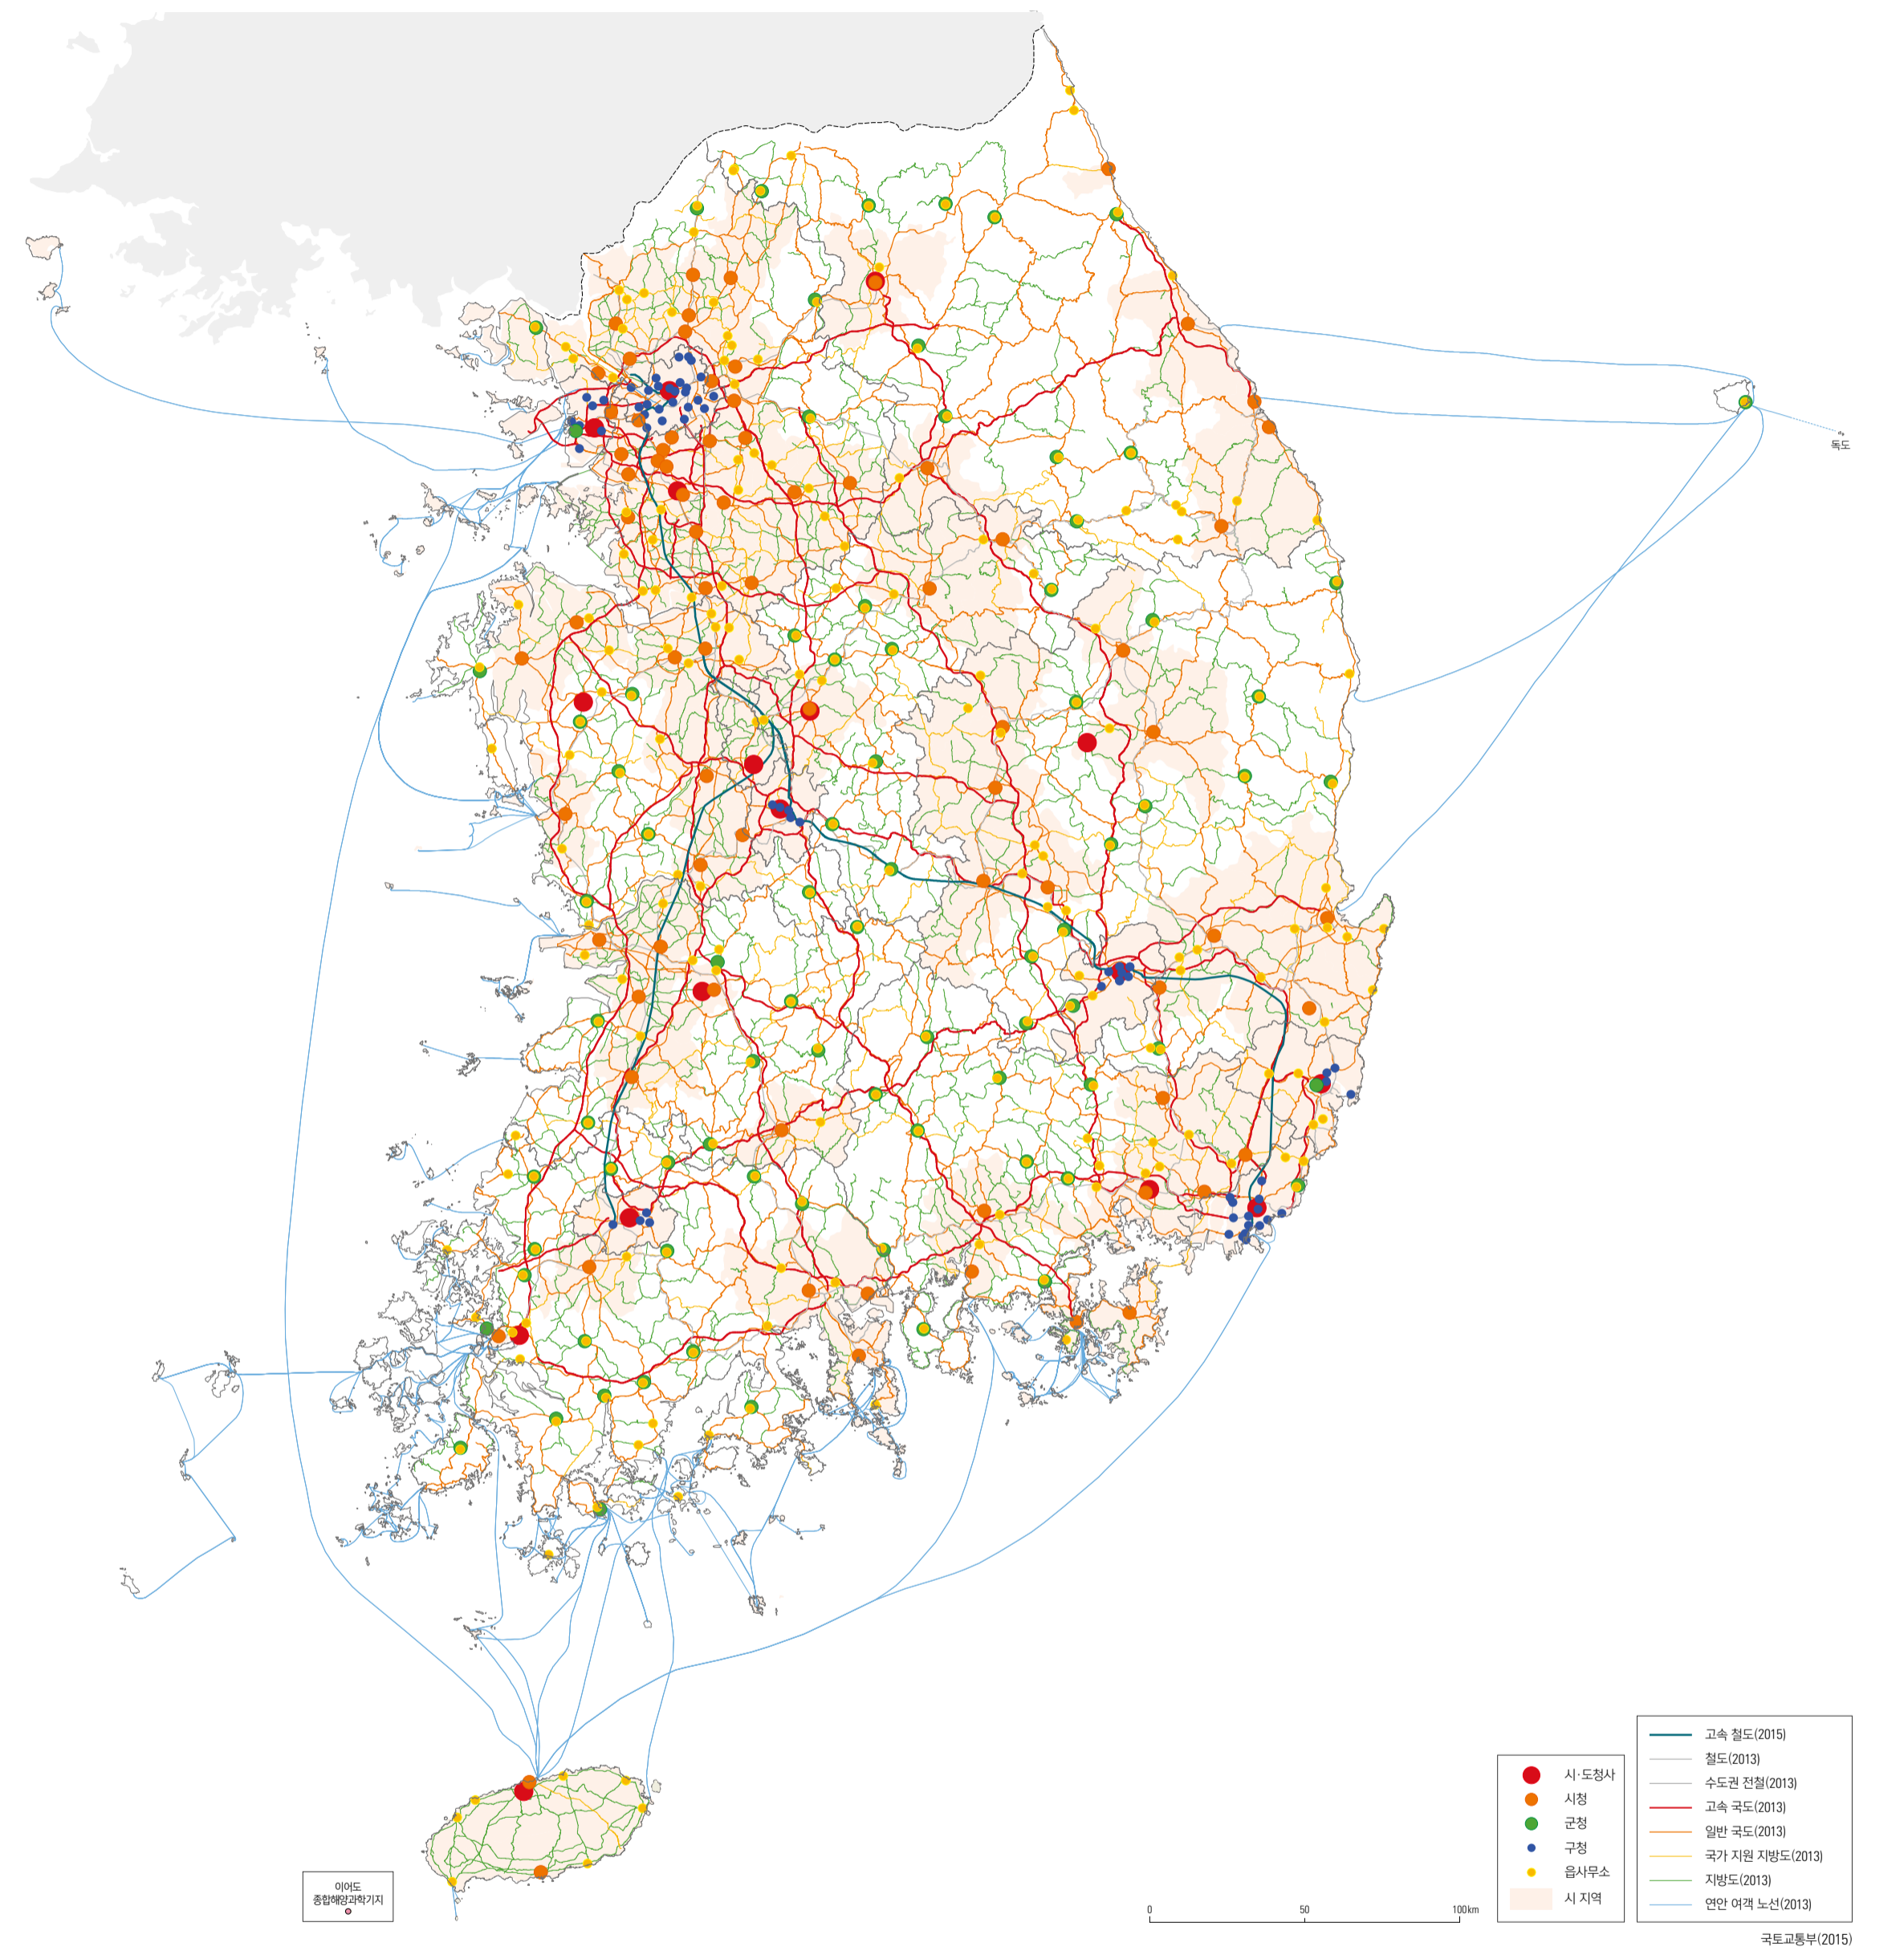 독도
이어도
종합해양과학기지
0 50 100km
시·도청사
시청
군청
구청
읍사무소
시 지역
고속 철도(2015)
철도(2013)
수도권 전철(2013)
고속 국도(2013)
일반 국도(2013)
국가 지원 지방도(2013)
지방도(2013)
연안 여객 노선(2013)
국토교통부(2015)